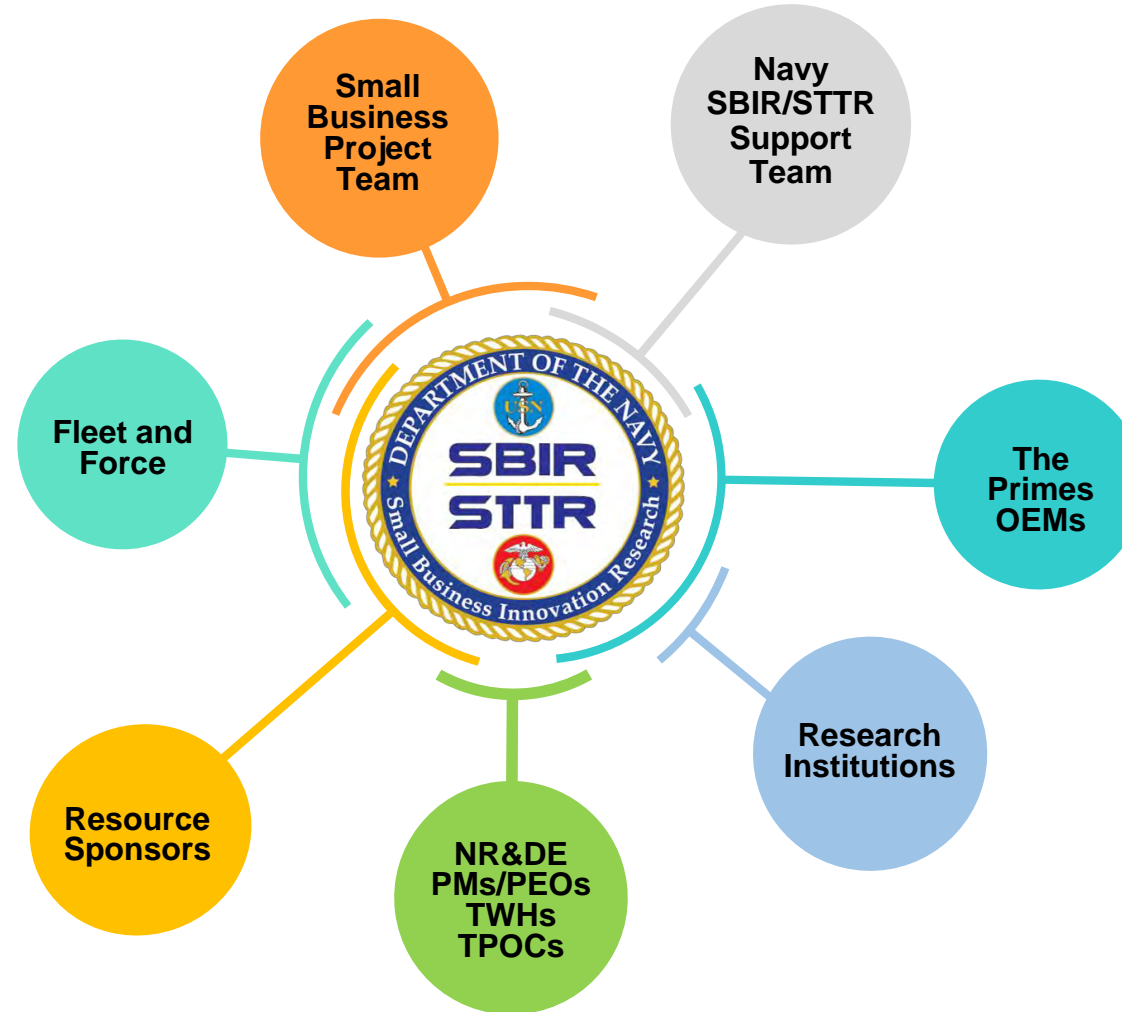 Small
Business
Project
Team
Navy
SBIR/STTR
Support
Team
Fleet and
Force
DEPARTMENT OF THE NAVY
USN
SBIR
STTR
Small Business Innovation Research
The
Primes
OEMs
Research
Institutions
Resource
Sponsors
NR&DE
PMs/PEOs
TWHs
TPOCs